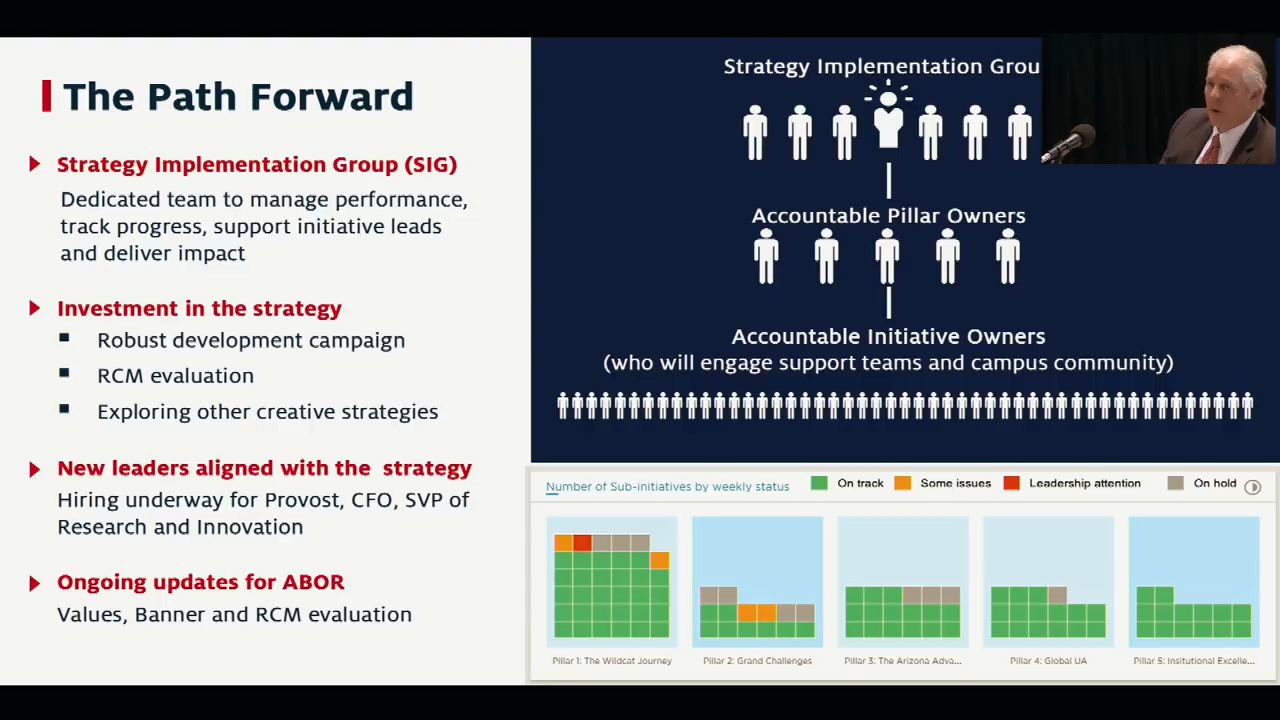 The Path Forward
Strategy Implementation Group (SIG)
Dedicated team to manage performance,
track progress, support initiative leads
and deliver impact
Investment in the strategy
Robust development campaign
RCM evaluation
Exploring other creative strategies
New leaders aligned with the strategy
Hiring underway for Provost, CFO, SVP of
Research and Innovation
Ongoing updates for ABOR
Values, Banner and RCM evaluation
Strategy Implementation Grou
Accountable Pillar Owners
Accountable Initiative Owners
(who will engage support teams and campus community)
Number of Sub-initiatives by weekly status
On track
Some issues
Leadership attention
On hold
Pillar 1: The Wildcat Journey
Pillar 2: Grand Challenges
Pillar 3: The Arizona Adva...
Pillar 4: Global UA
Pillar 5: Insitutional Excelle...